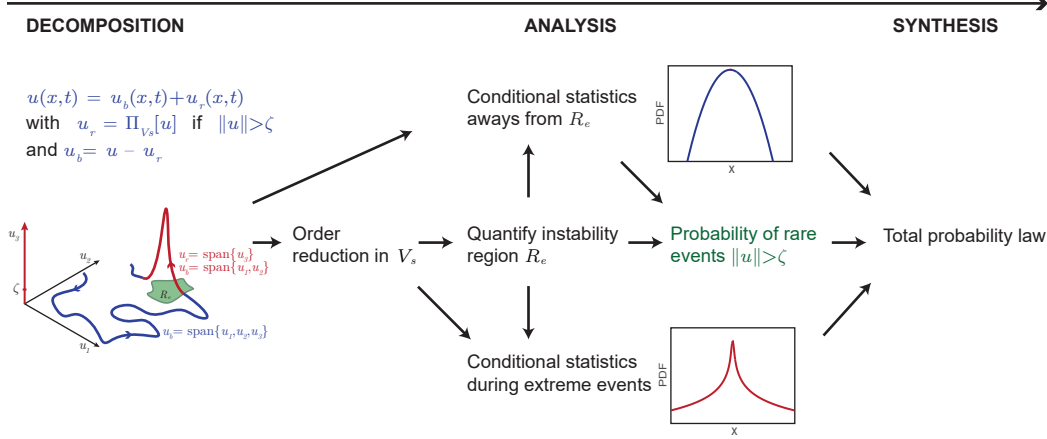 DECOMPOSITION
ANALYSIS
SYNTHESIS
u(x,t) = u_b(x,t)+u_r(x,t)
with u_r = Π_{Vs}[u] if ‖u‖>ζ
and u_b= u – u_r
Conditional statistics
aways from R_e
PDF
X
u_3
u_2
ζ
u_1
u_r= span{u_3}
u_b= span{u_1,u_2}
R_e
u_b= span{u_1,u_2,u_3}
Order
reduction in V_s
Quantify instability
region R_e
Probability of rare
events ‖u‖>ζ
Total probability law
Conditional statistics
during extreme events
PDF
X